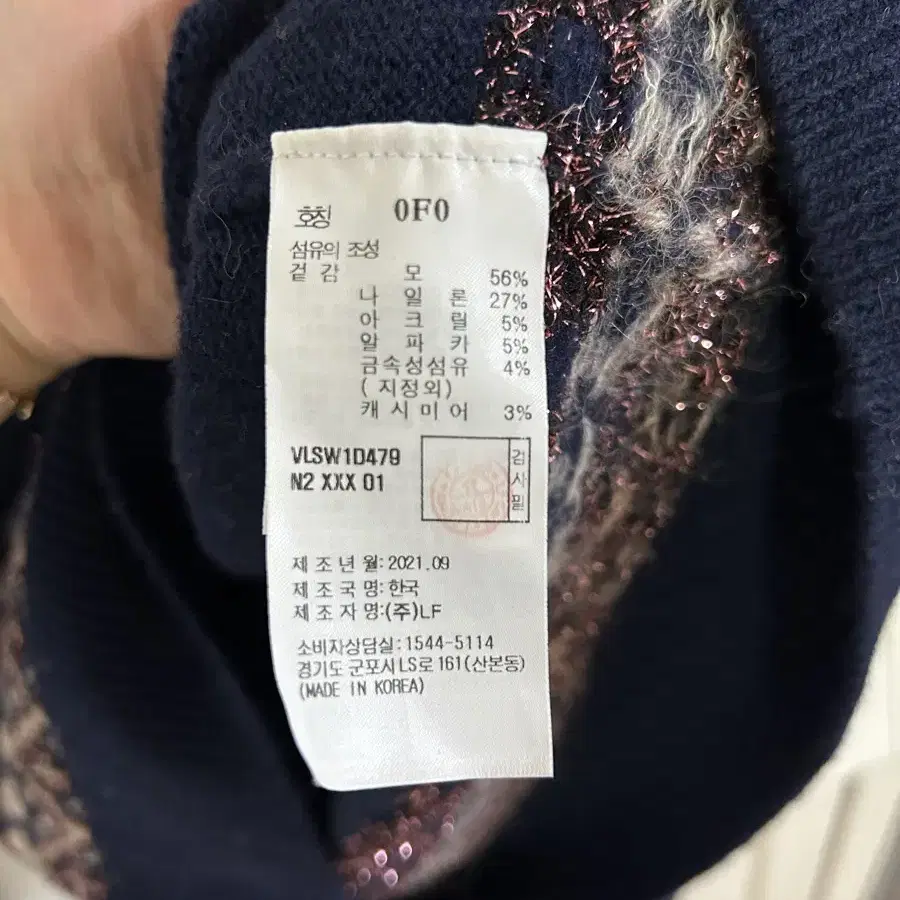 호칭 0F0
섬유의 조성
겉감 모 56%
나일론 27%
아크릴 5%
알파카 5%
금속성섬유 4%
(지정외)
캐시미어 3%
VLSW1D479
N2 XXX 01
검사필
제조년월:2021.09
제조국명:한국
제조자명:(주)LF
소비자상담실:1544-5114
경기도 군포시 LS로 161(산본동)
(MADE IN KOREA)